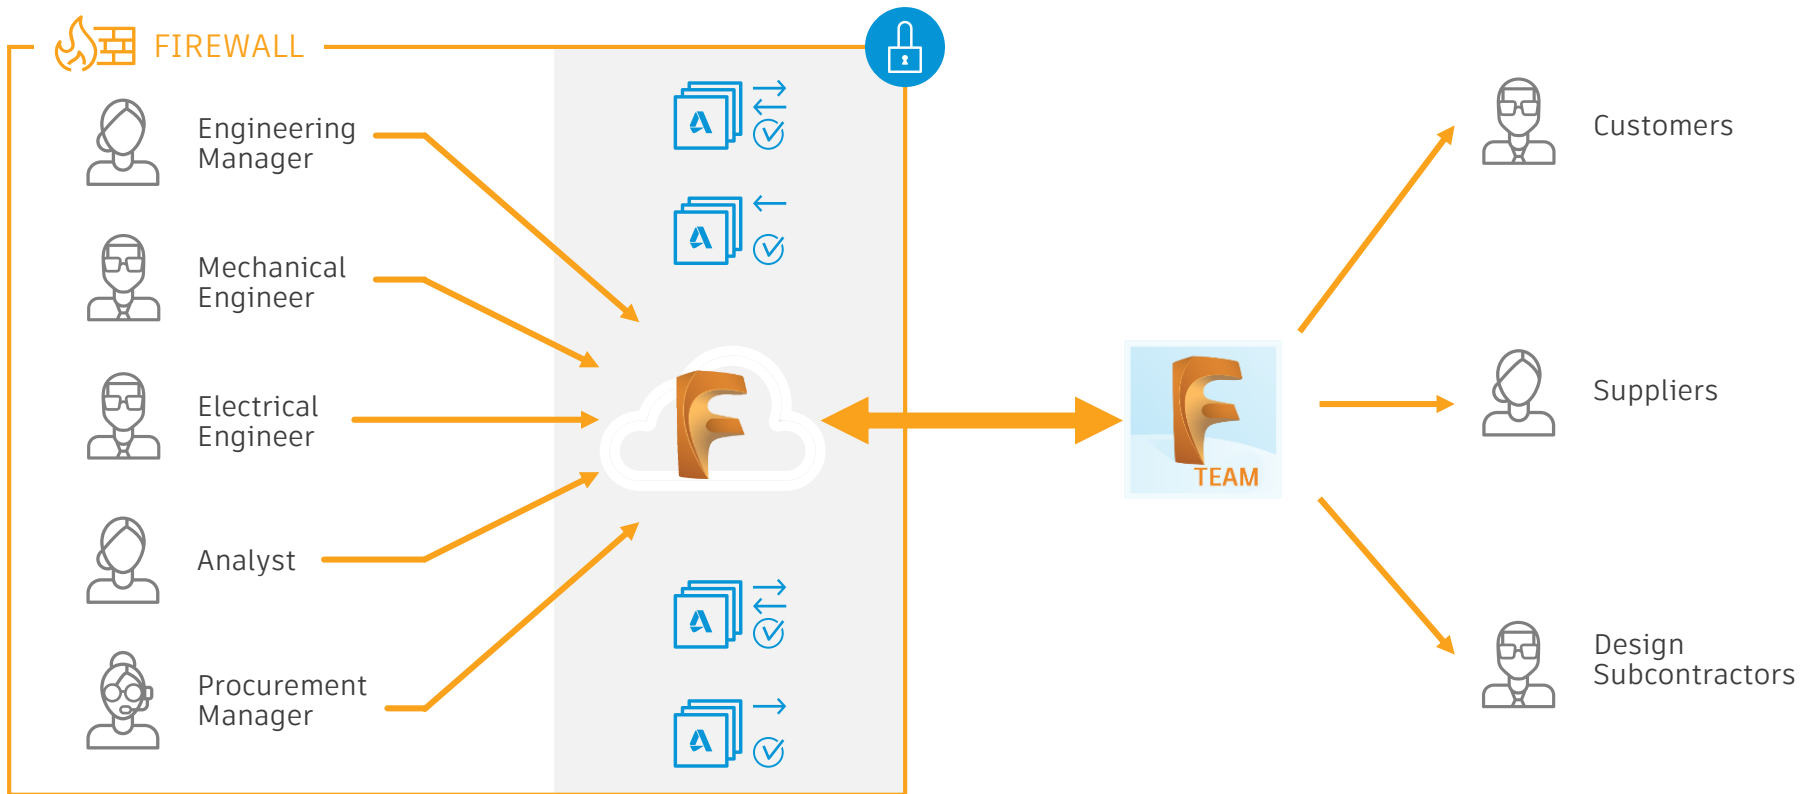 FIREWALL
Engineering
Manager
Mechanical
Engineer
Electrical
Engineer
Analyst
Procurement
Manager
TEAM
Customers
Suppliers
Design
Subcontractors